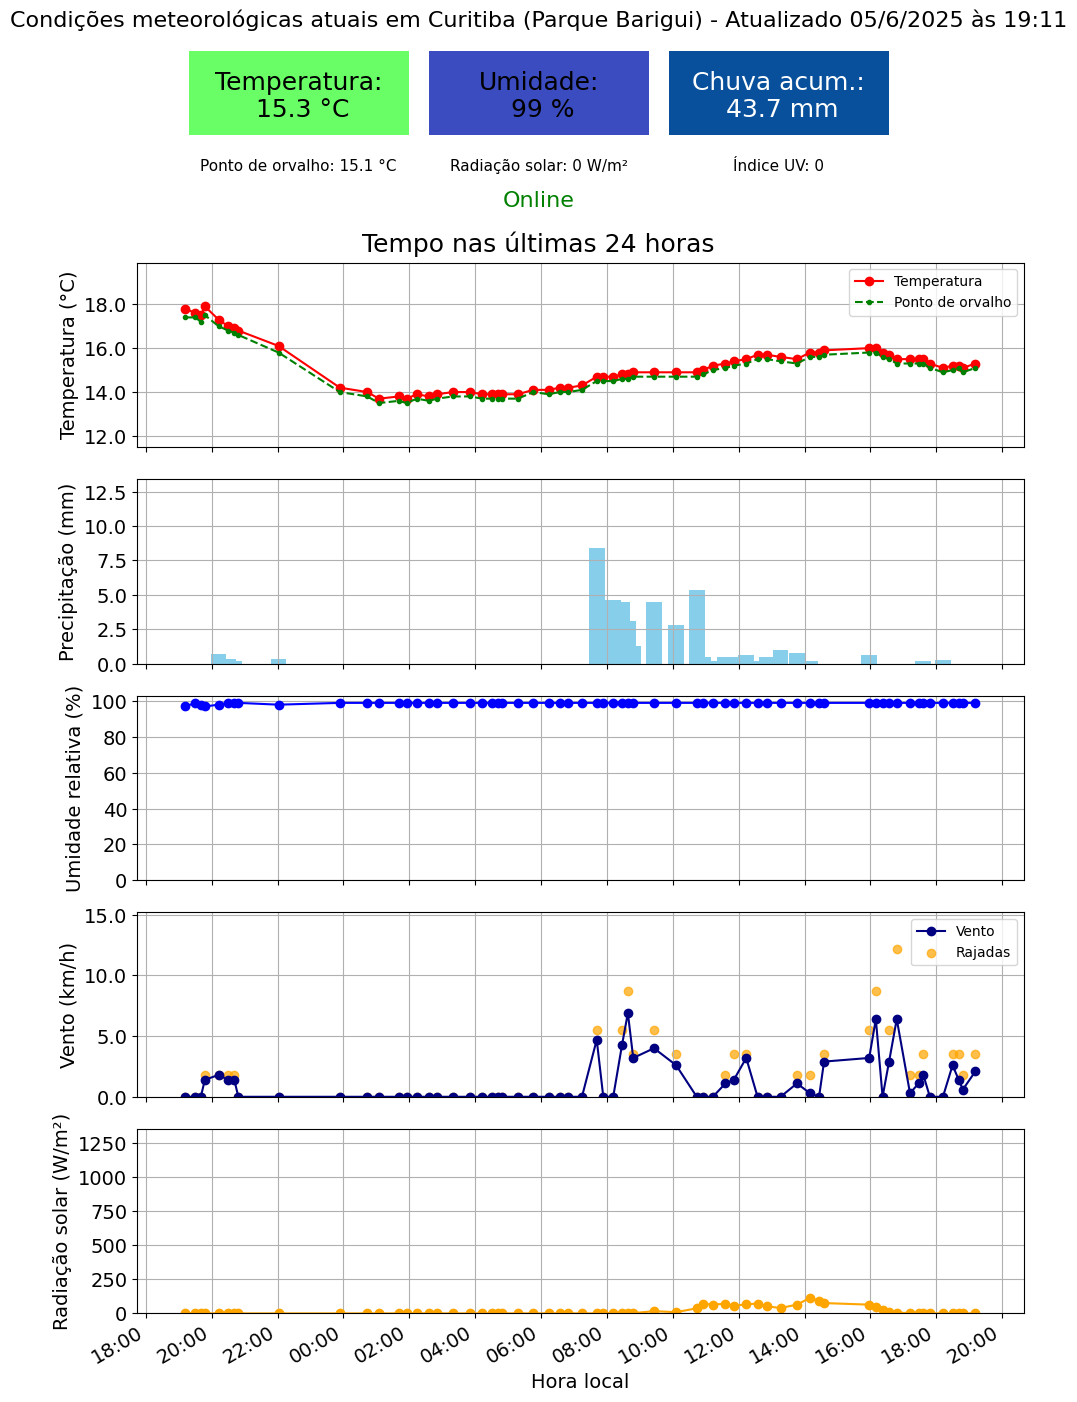 Condições meteorológicas atuais em Curitiba (Parque Barigui) - Atualizado 05/6/2025 às 19:11
Temperatura:
15.3 °C
Umidade:
99 %
Chuva acum.:
43.7 mm
Ponto de orvalho: 15.1 °C
Radiação solar: 0 W/m²
Índice UV: 0
Online
Tempo nas últimas 24 horas
Temperatura (°C)
18.0
16.0
14.0
12.0
Temperatura
Ponto de orvalho
Precipitação (mm)
12.5
10.0
7.5
5.0
2.5
0.0
Umidade relativa (%)
100
80
60
40
20
0
Vento (km/h)
15.0
10.0
5.0
0.0
Vento
Rajadas
Radiação solar (W/m²)
1250
1000
750
500
250
0
18:00 20:00 22:00 00:00 02:00 04:00 06:00 08:00 10:00 12:00 14:00 16:00 18:00 20:00
Hora local